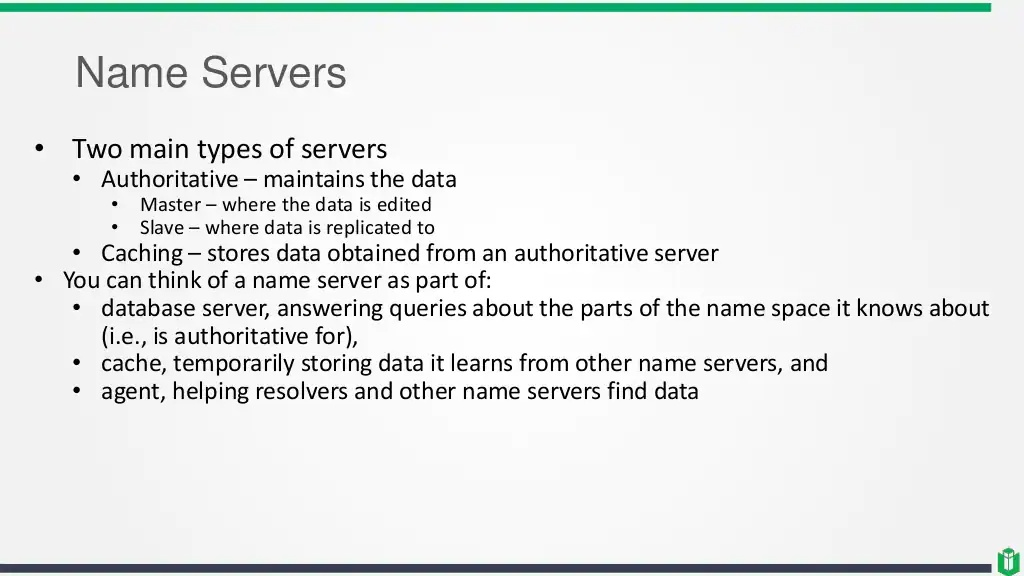 Name Servers
• Two main types of servers
• Authoritative – maintains the data
• Master – where the data is edited
• Slave – where data is replicated to
• Caching – stores data obtained from an authoritative server
• You can think of a name server as part of:
• database server, answering queries about the parts of the name space it knows about
(i.e., is authoritative for),
• cache, temporarily storing data it learns from other name servers, and
• agent, helping resolvers and other name servers find data